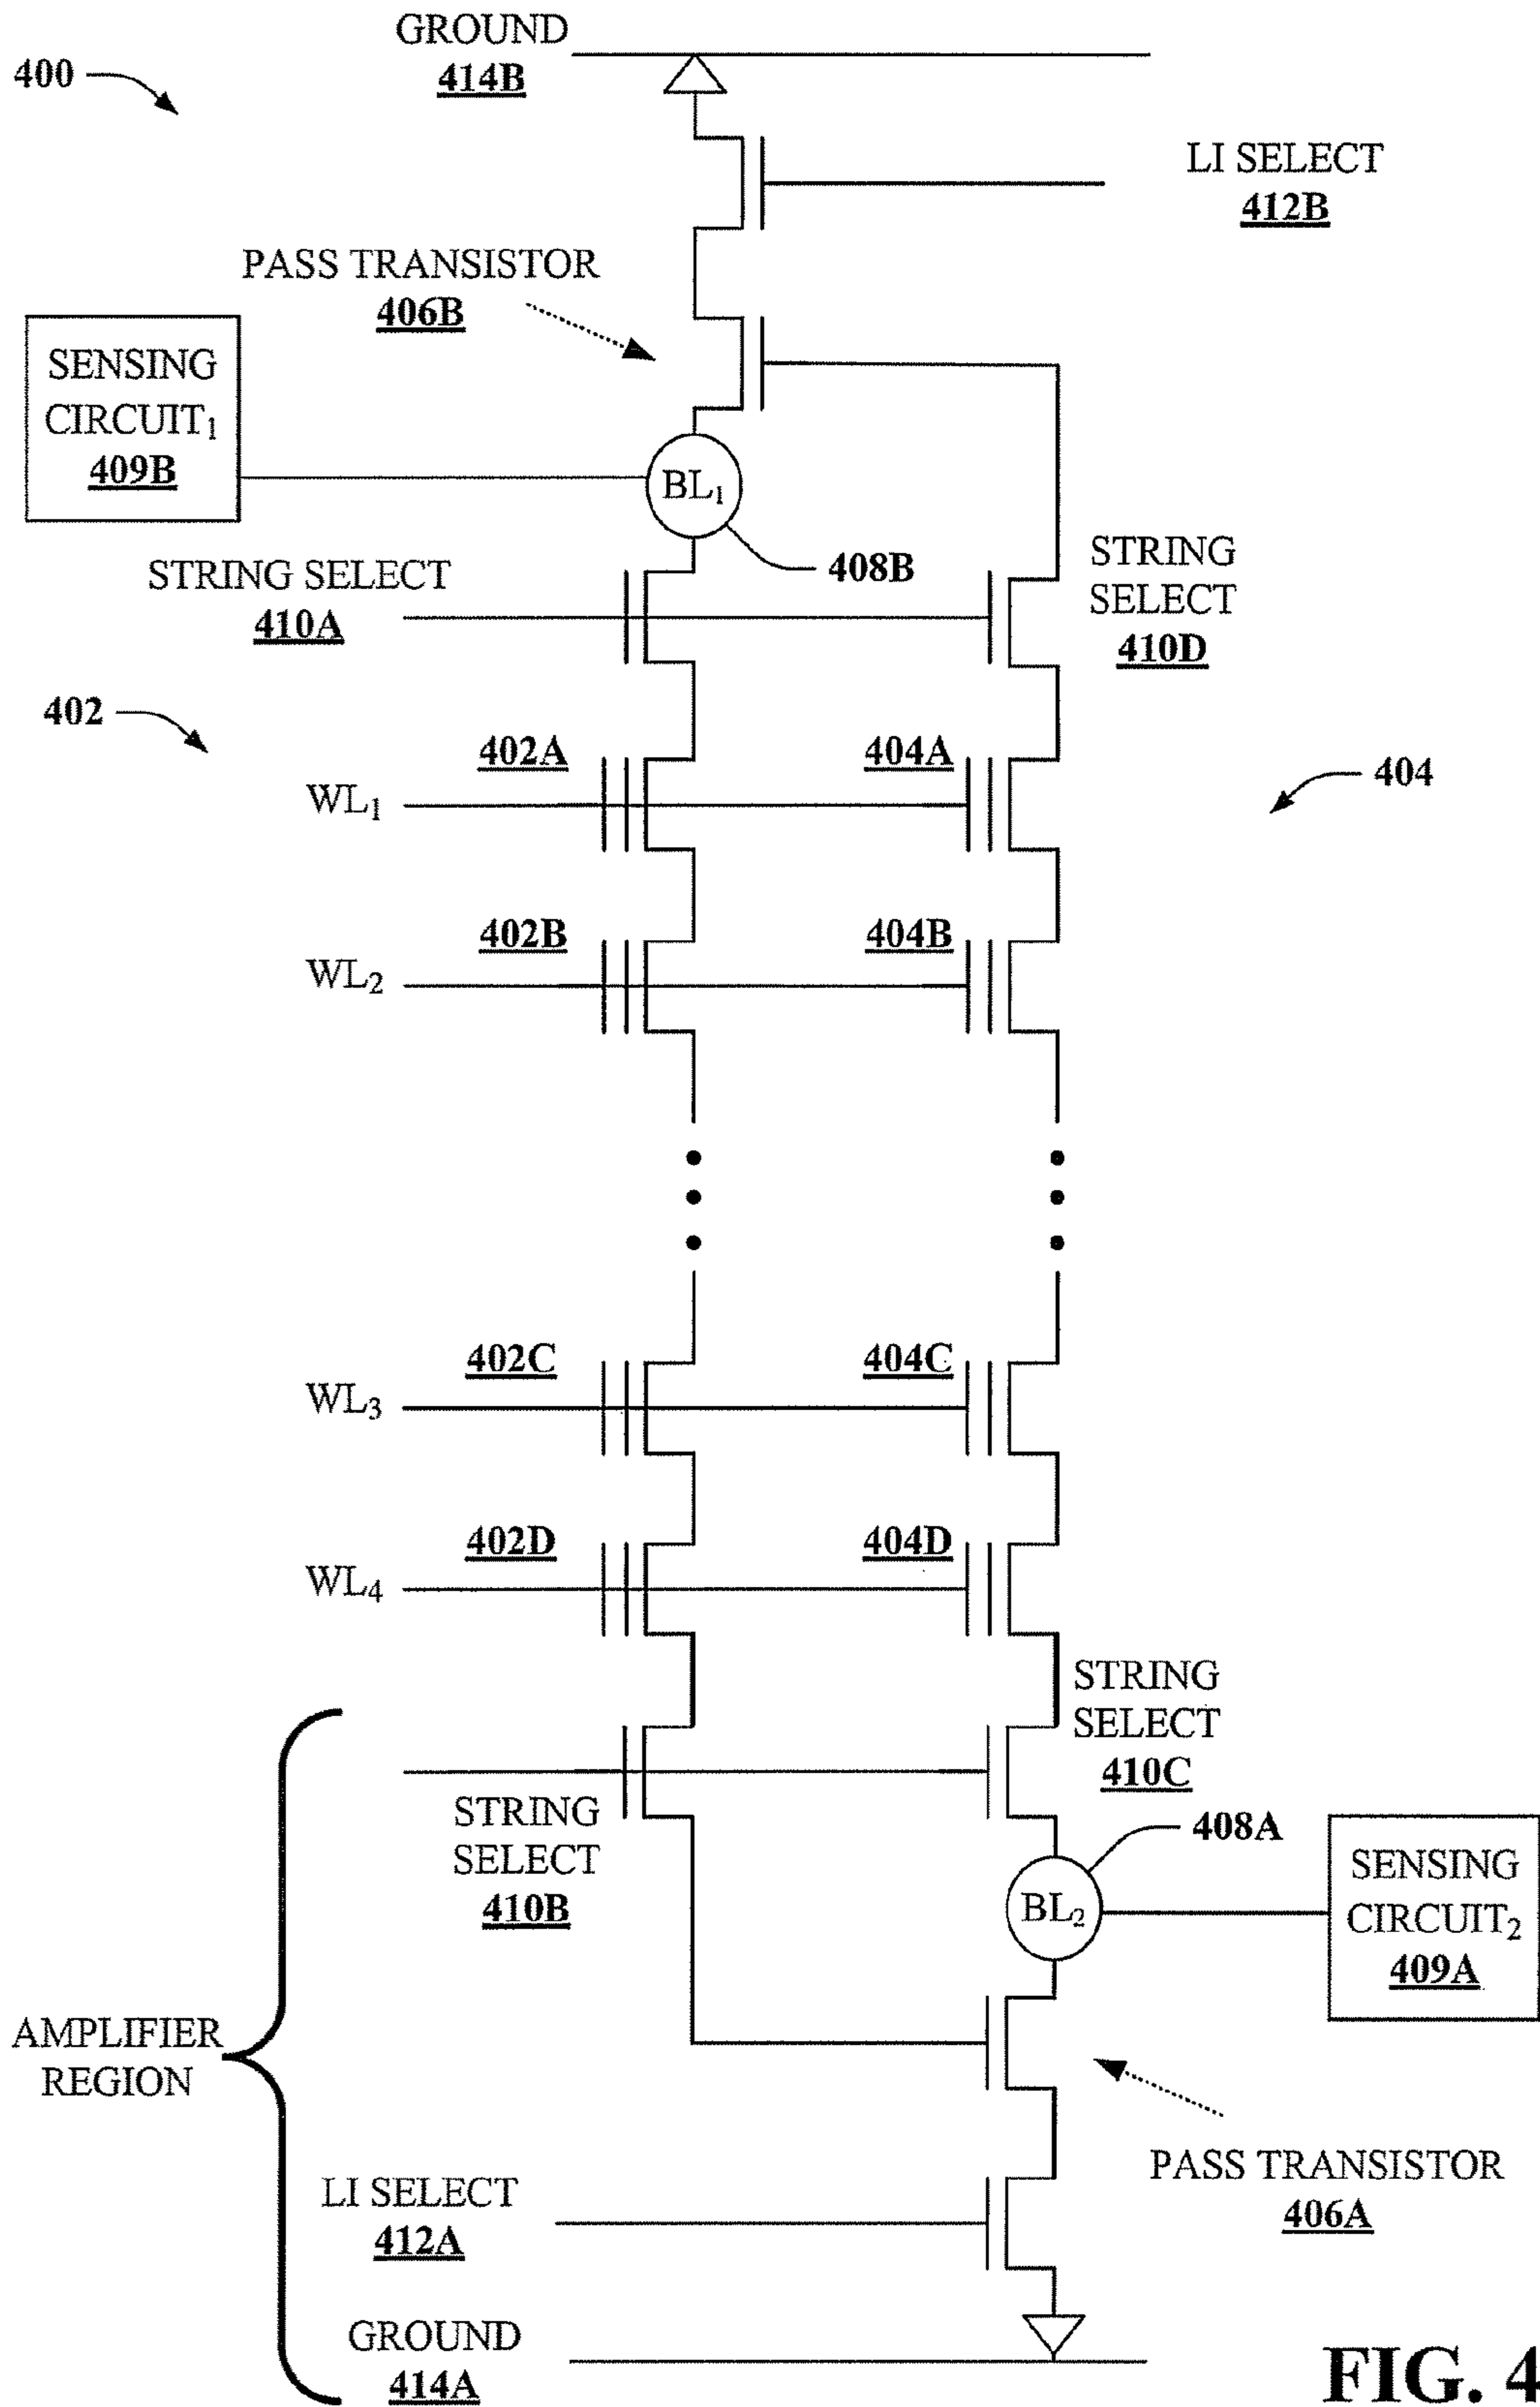 GROUND
414B
400
LI SELECT
412B
PASS TRANSISTOR
406B
SENSING
CIRCUIT₁
409B
BL₁
408B
STRING SELECT
410A
STRING
SELECT
410D
402
402A
404A
404
WL₁
402B
404B
WL₂
402C
404C
WL₃
402D
404D
WL₄
STRING
SELECT
410C
STRING
SELECT
410B
408A
BL₂
SENSING
CIRCUIT₂
409A
AMPLIFIER
REGION
PASS TRANSISTOR
406A
LI SELECT
412A
GROUND
414A
FIG. 4